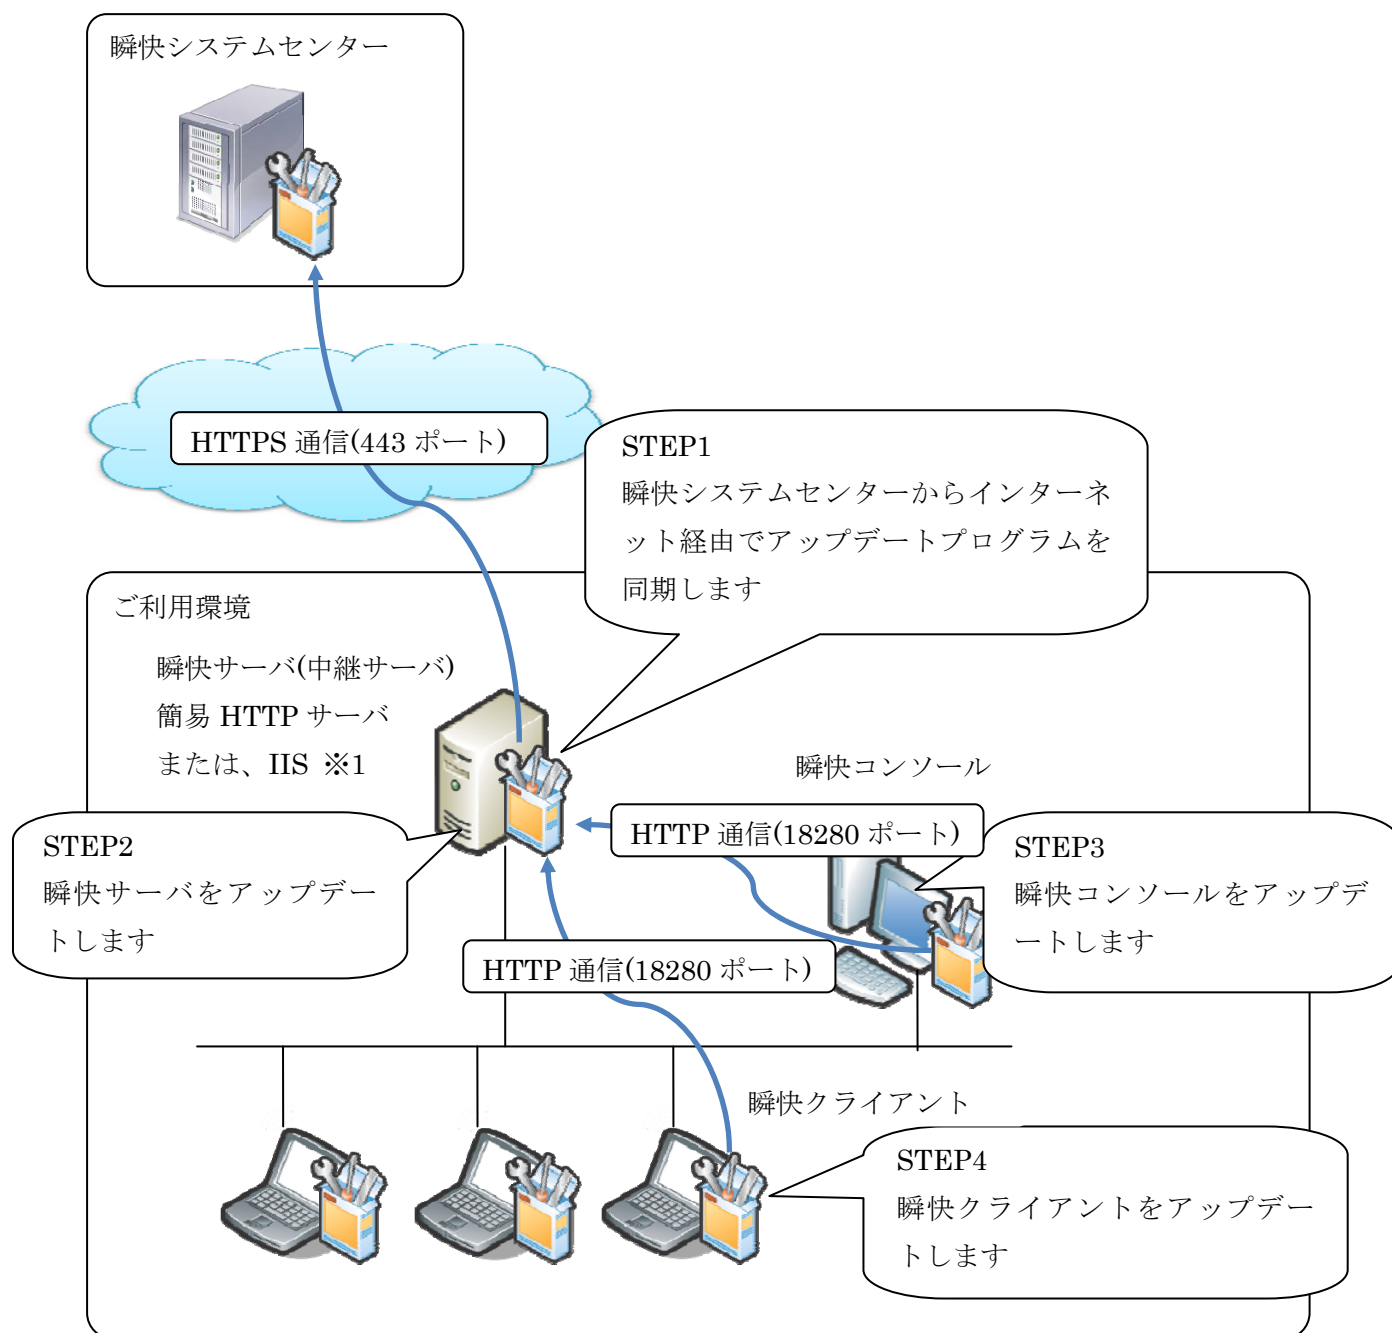 瞬快システムセンター
HTTPS 通信(443 ポート)
STEP1
瞬快システムセンターからインターネ
ット経由でアップデートプログラムを
同期します
ご利用環境
瞬快サーバ(中継サーバ)
簡易 HTTP サーバ
または、IIS ※1
瞬快コンソール
HTTP 通信(18280 ポート)
STEP2
瞬快サーバをアップデー
トします
STEP3
瞬快コンソールをアップデ
ートします
HTTP 通信(18280 ポート)
瞬快クライアント
STEP4
瞬快クライアントをアップデー
トします